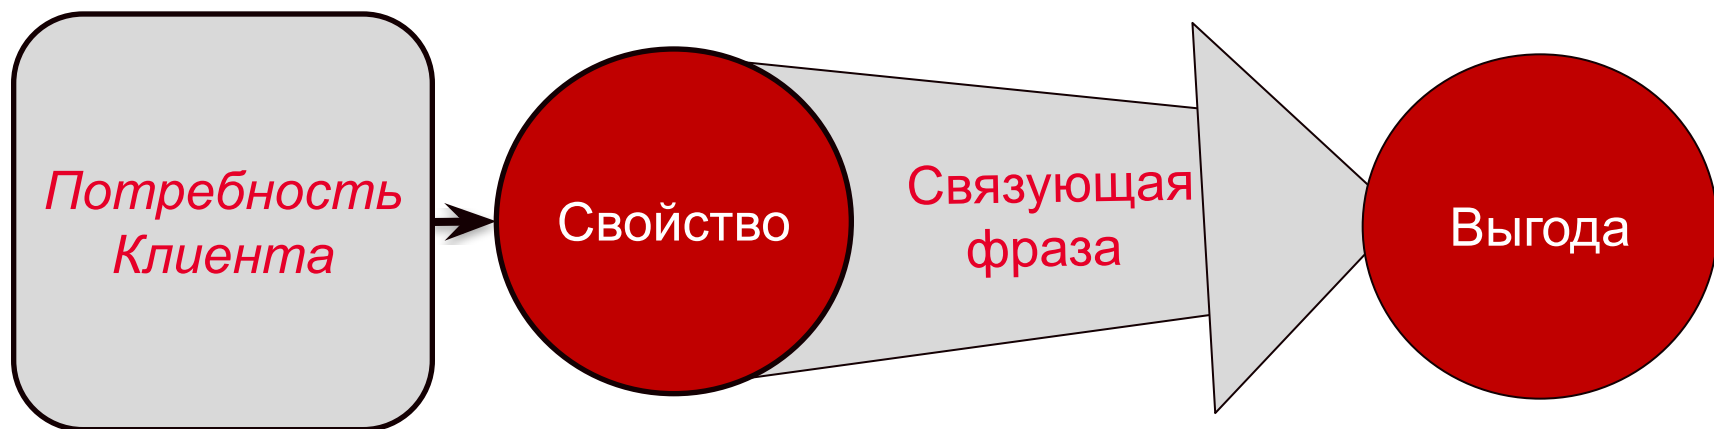 Потребность
Клиента
Свойство
Связующая
фраза
Выгода